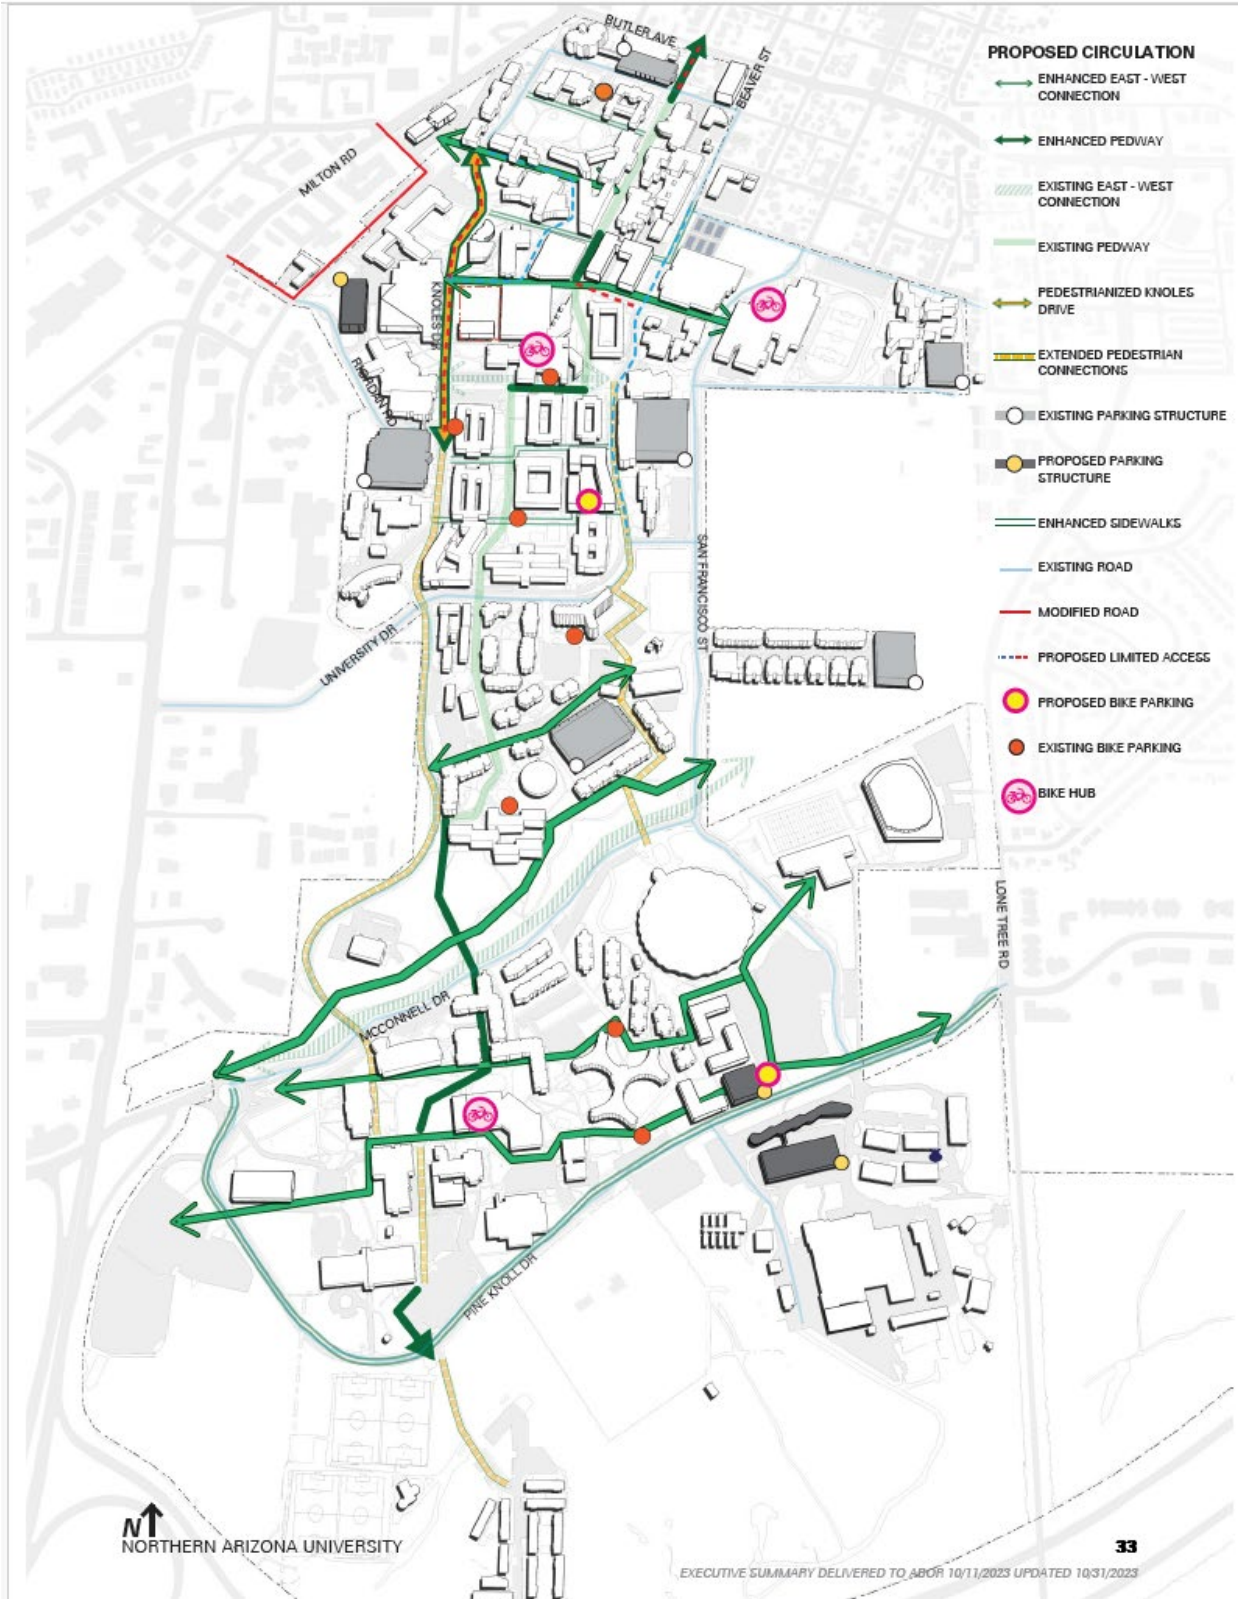 BUTLER AVE
BEAVER ST
MILTON RD
KNOLES DR
RIORDAN RD
SAN FRANCISCO ST
UNIVERSITY DR
LONE TREE RD
MCCONNELL DR
PINE KNOLL DR
PROPOSED CIRCULATION
ENHANCED EAST - WEST
CONNECTION
ENHANCED PEDWAY
EXISTING EAST - WEST
CONNECTION
EXISTING PEDWAY
PEDESTRIANIZED KNOLES
DRIVE
EXTENDED PEDESTRIAN
CONNECTIONS
EXISTING PARKING STRUCTURE
PROPOSED PARKING
STRUCTURE
ENHANCED SIDEWALKS
EXISTING ROAD
MODIFIED ROAD
PROPOSED LIMITED ACCESS
PROPOSED BIKE PARKING
EXISTING BIKE PARKING
BIKE HUB
N
NORTHERN ARIZONA UNIVERSITY
33
EXECUTIVE SUMMARY DELIVERED TO ABOR 10/11/2023 UPDATED 10/31/2023